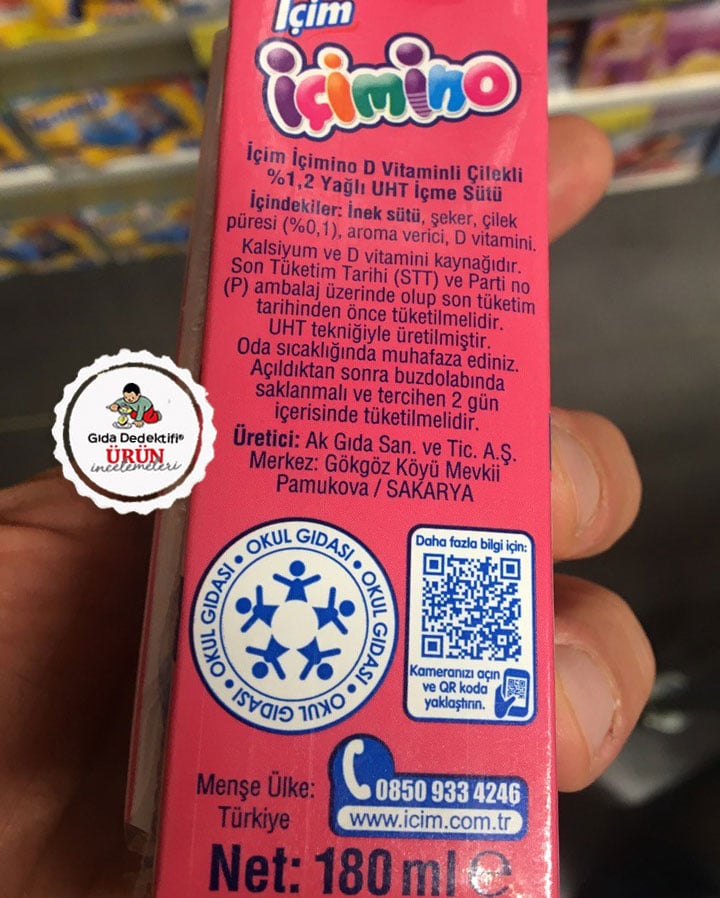 İçim
içimino
İçim İçimino D Vitaminli Çilekli
%1,2 Yağlı UHT İçme Sütü
İçindekiler: İnek sütü, şeker, çilek
püresi (%0,1), aroma verici, D vitamini.
Kalsiyum ve D vitamini kaynağıdır.
Son Tüketim Tarihi (STT) ve Parti no
(P) ambalaj üzerinde olup son tüketim
tarihinden önce tüketilmelidir.
UHT tekniğiyle üretilmiştir.
Oda sıcaklığında muhafaza ediniz.
Açıldıktan sonra buzdolabında
saklanmalı ve tercihen 2 gün
içerisinde tüketilmelidir.
Üretici: Ak Gıda San. ve Tic. A.Ş.
Merkez: Gökgöz Köyü Mevkii
Pamukova / SAKARYA
Gıda Dedektifi®
ÜRÜN
incelemeleri
OKUL GIDASI • OKUL GIDASI • OKUL GIDASI • OKUL GIDASI •
Daha fazla bilgi için:
Kameranızı açın
ve QR koda
yaklaştırın.
Menşe Ülke:
Türkiye
0850 933 4246
www.icim.com.tr
Net: 180 ml e